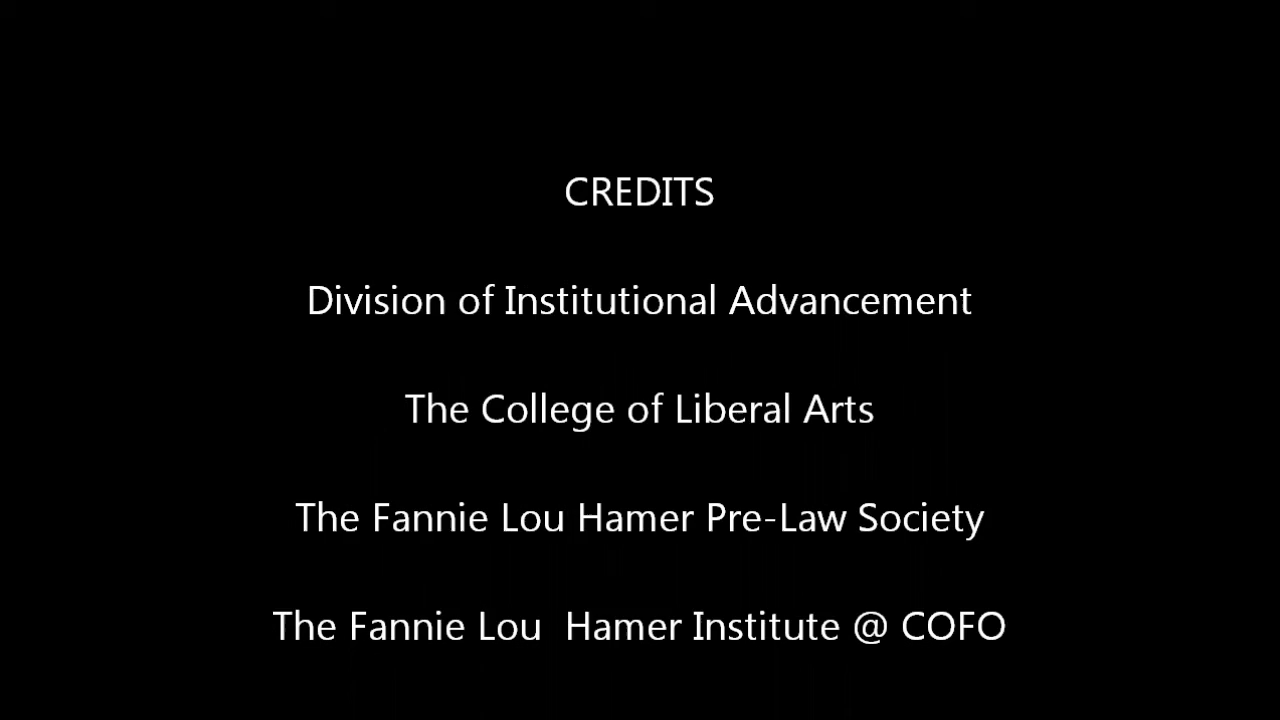 CREDITS
Division of Institutional Advancement
The College of Liberal Arts
The Fannie Lou Hamer Pre-Law Society
The Fannie Lou  Hamer Institute @ COFO